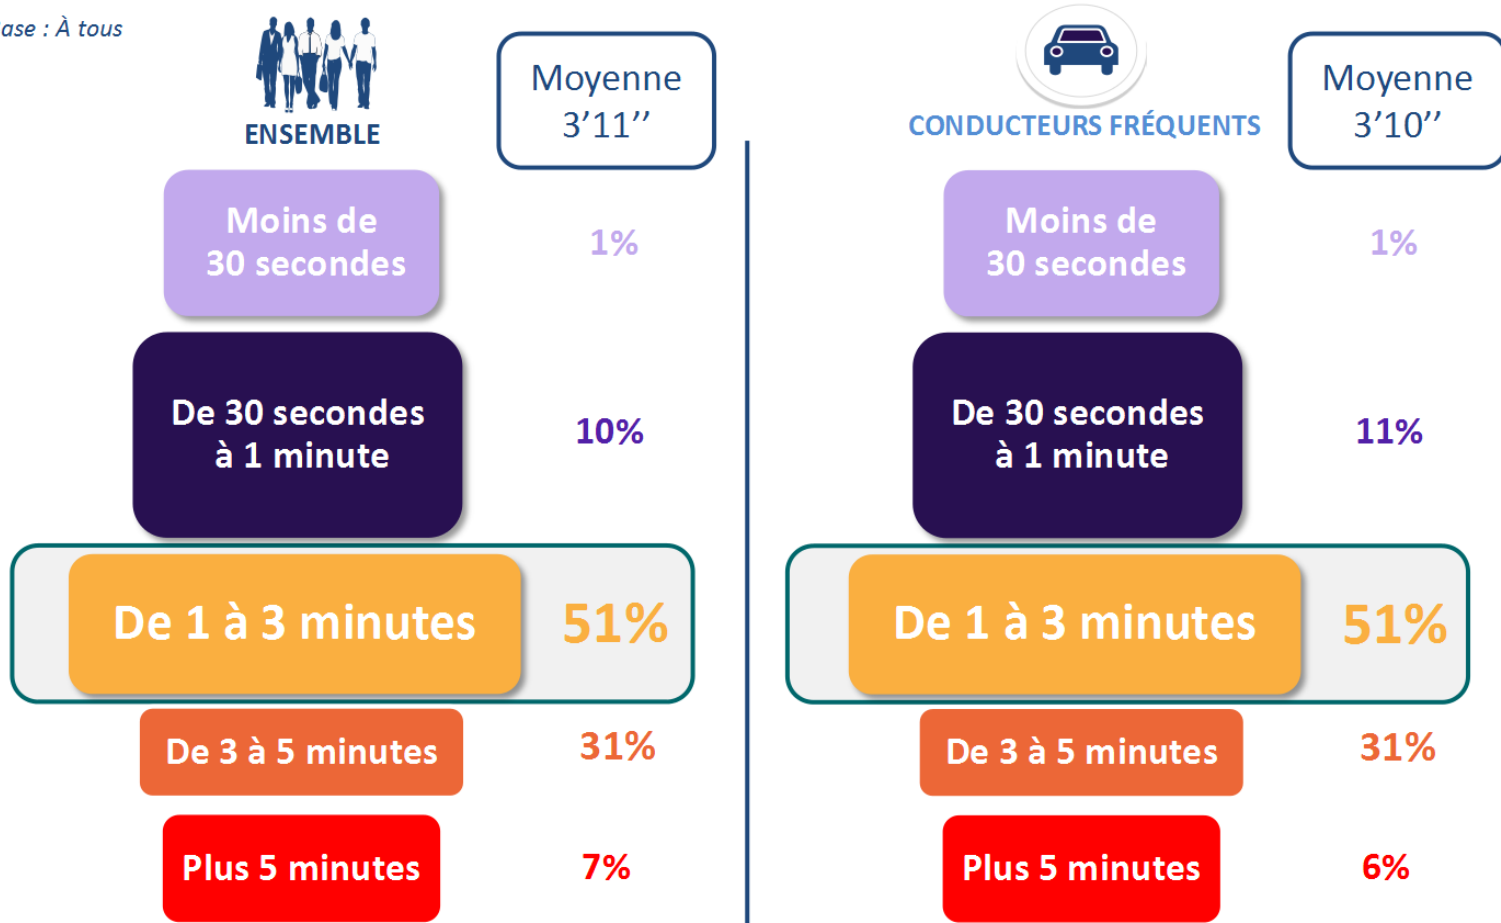 ase : À tous
ENSEMBLE
Moyenne
3’11’’
Moins de
30 secondes
1%
De 30 secondes
à 1 minute
10%
De 1 à 3 minutes
51%
De 3 à 5 minutes
31%
Plus 5 minutes
7%
CONDUCTEURS FRÉQUENTS
Moyenne
3’10’’
Moins de
30 secondes
1%
De 30 secondes
à 1 minute
11%
De 1 à 3 minutes
51%
De 3 à 5 minutes
31%
Plus 5 minutes
6%